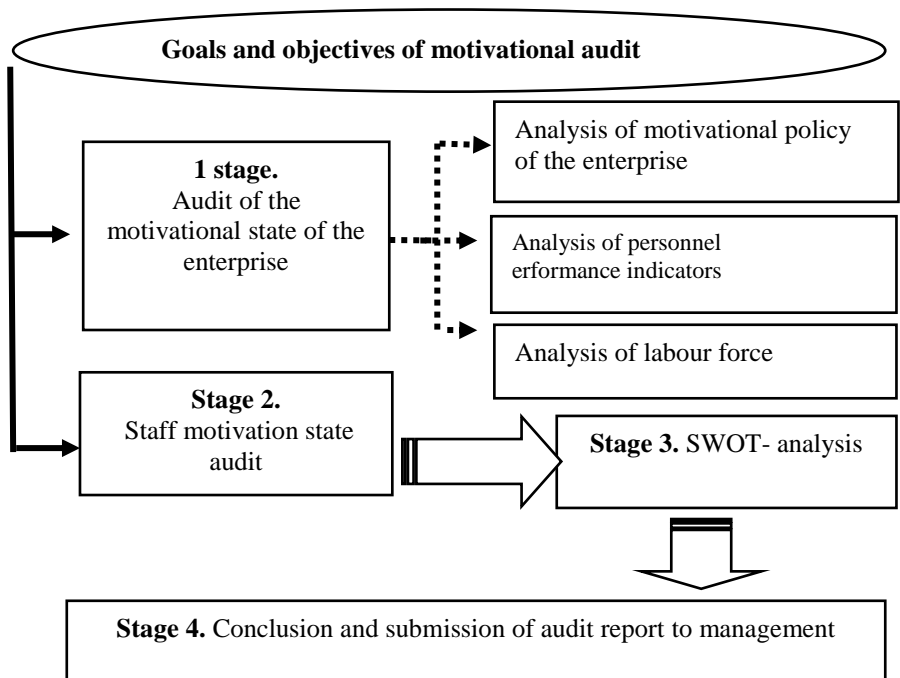 Goals and objectives of motivational audit
1 stage.
Audit of the
motivational state of the
enterprise
Analysis of motivational policy
of the enterprise
Analysis of personnel
erformance indicators
Analysis of labour force
Stage 2.
Staff motivation state
audit
Stage 3. SWOT- analysis
Stage 4. Conclusion and submission of audit report to management